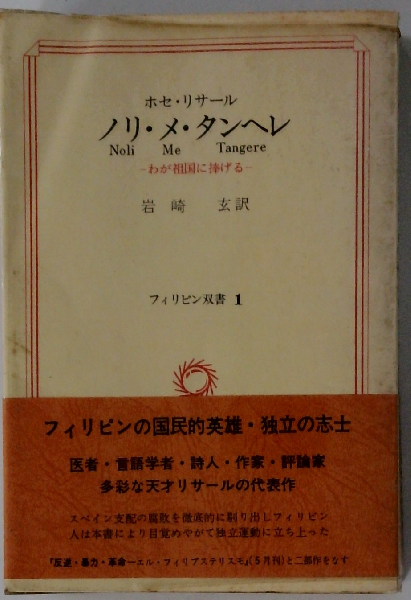 ホセ・リサール
ノリ・メ・タンヘレ
Noli Me Tangere
―わが祖国に捧げる―
岩崎 玄訳
フィリピン双書 1
フィリピンの国民的英雄・独立の志士
医者・言語学者・詩人・作家・評論家
多彩な天才リサールの代表作
スペイン支配の腐敗を徹底的に剔り出しフィリピン
人は本書により目覚めやがて独立運動に立ち上った
『反逆・暴力・革命―エル・フィリブステリスモ』(5月刊)と二部作をなす